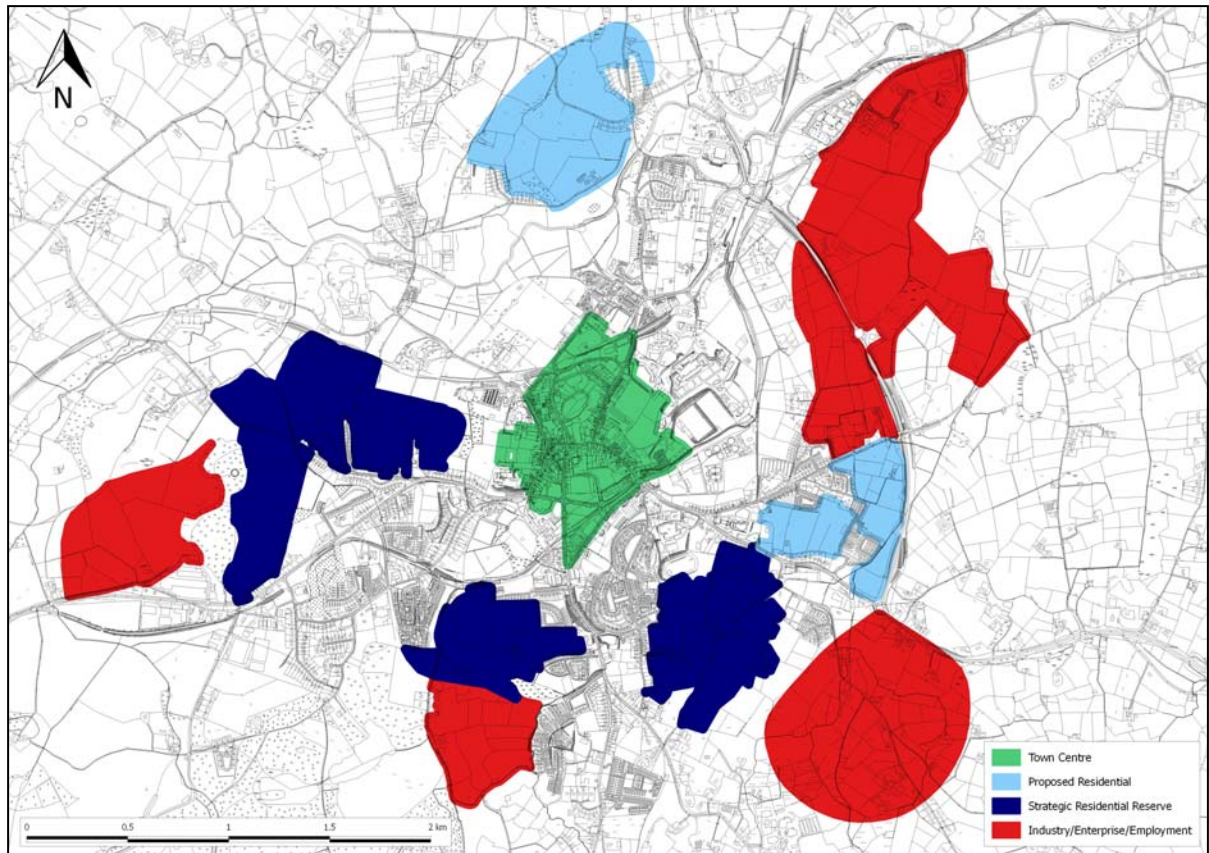 N
Town Centre
Proposed Residential
Strategic Residential Reserve
Industry/Enterprise/Employment
0 0.5 1 1.5 2 km